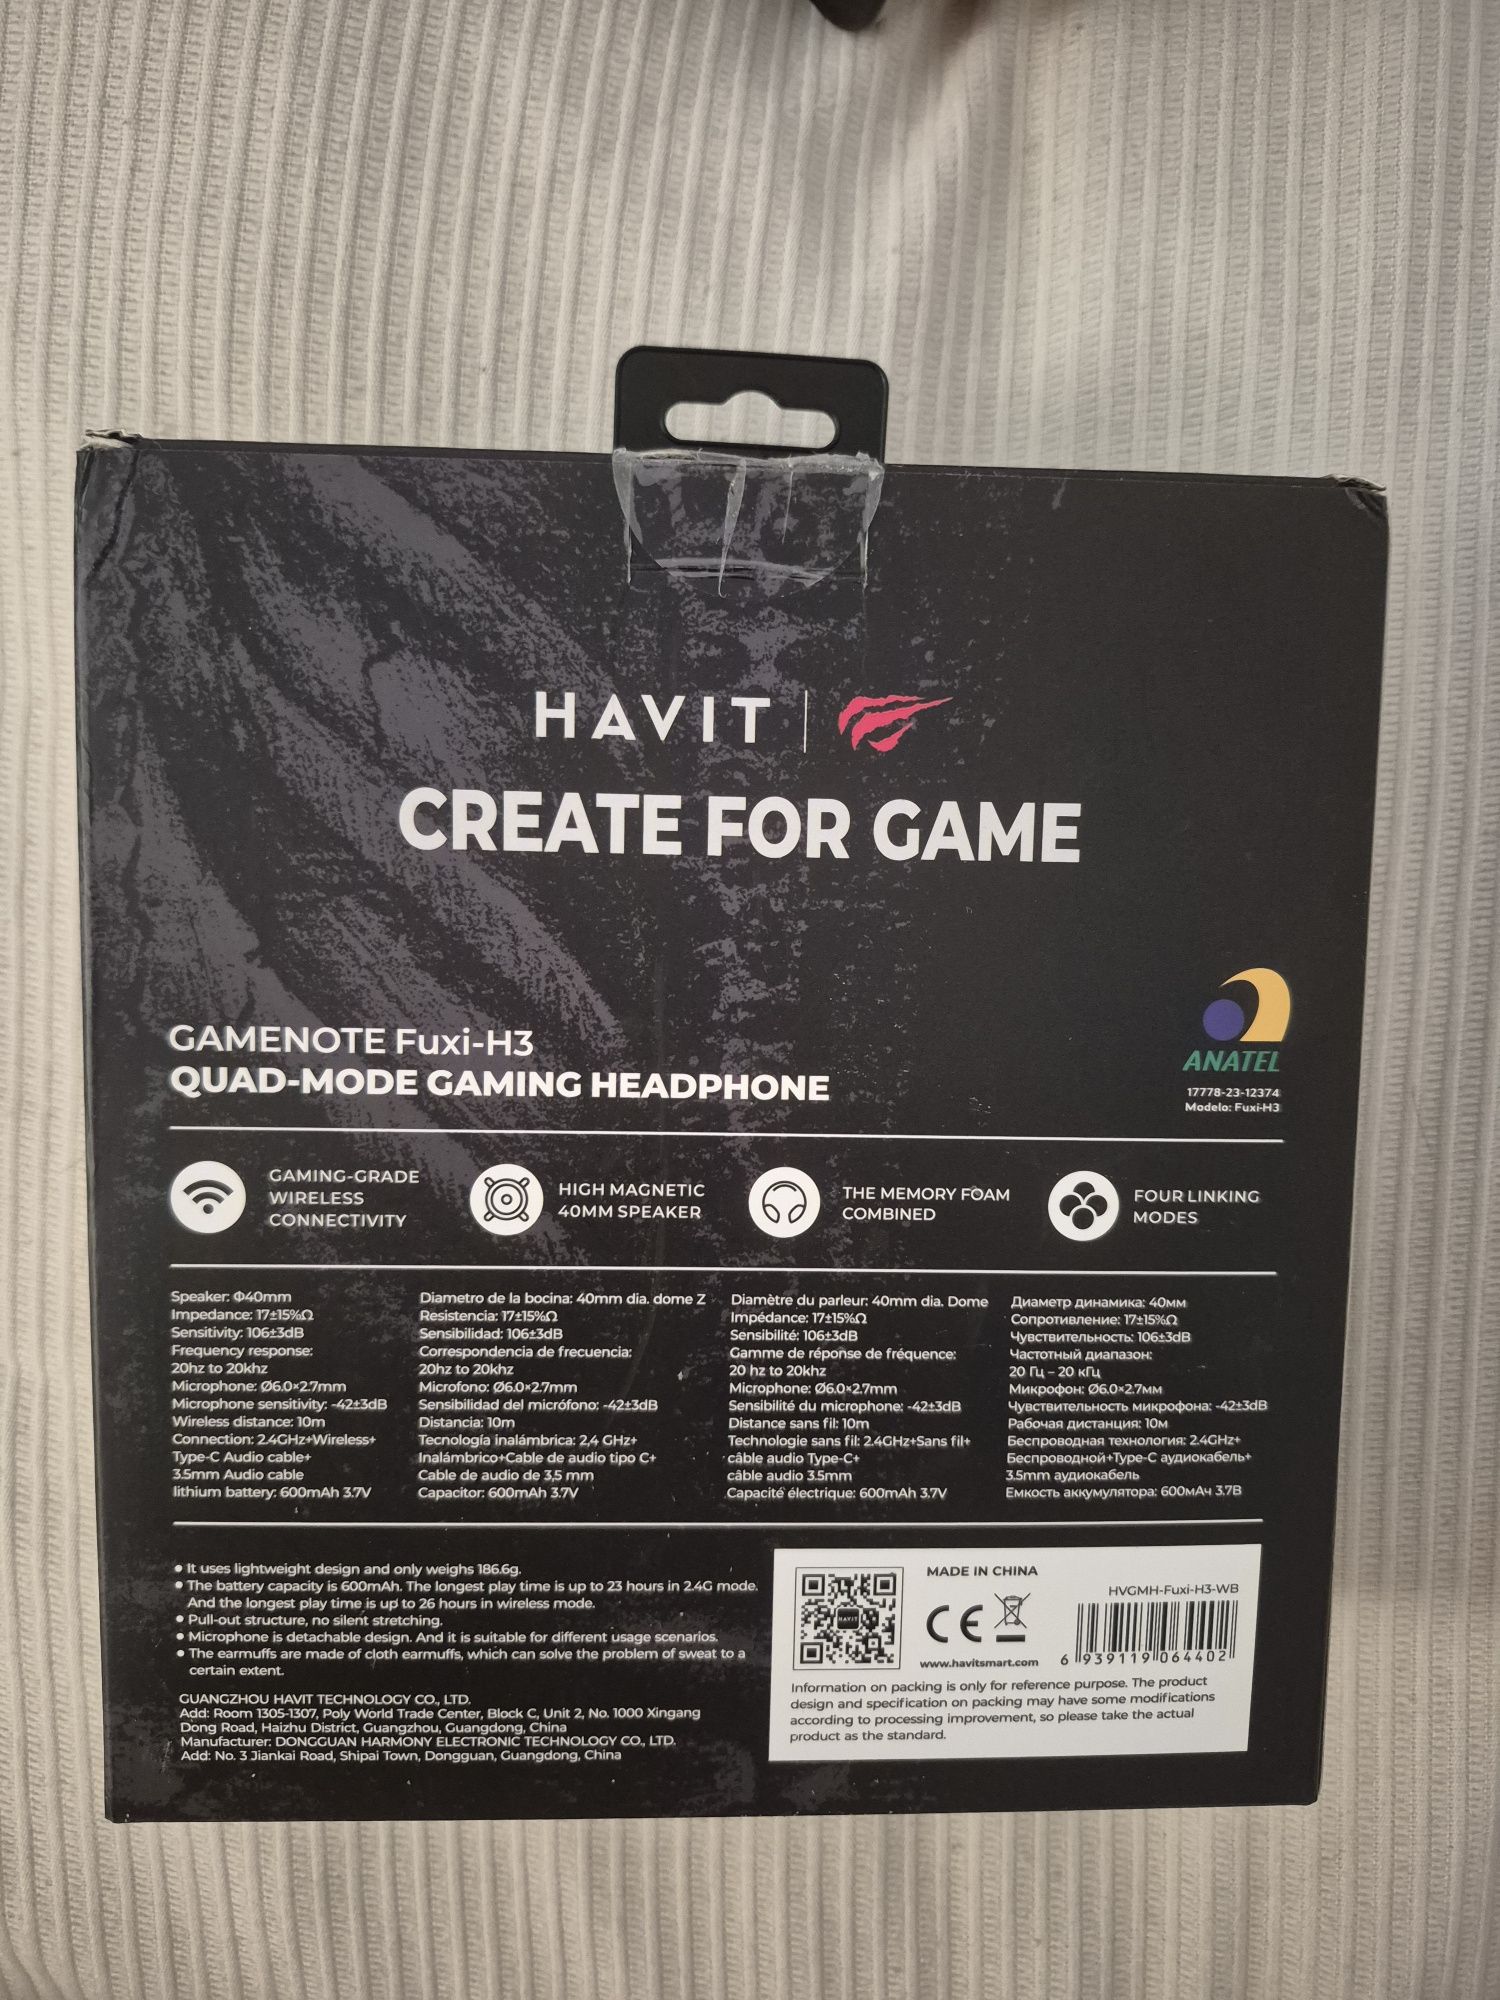 HAVIT
CREATE FOR GAME
ANATEL
17778-23-12374
Modelo: Fuxi-H3
GAMENOTE Fuxi-H3
QUAD-MODE GAMING HEADPHONE
GAMING-GRADE
WIRELESS
CONNECTIVITY
HIGH MAGNETIC
40MM SPEAKER
THE MEMORY FOAM
COMBINED
FOUR LINKING
MODES
Speaker: Φ40mm
Impedance: 17±15%Ω
Sensitivity: 106±3dB
Frequency response:
20hz to 20khz
Microphone: Ø6.0×2.7mm
Microphone sensitivity: -42±3dB
Wireless distance: 10m
Connection: 2.4GHz+Wireless+
Type-C Audio cable+
3.5mm Audio cable
lithium battery: 600mAh 3.7V
Diametro de la bocina: 40mm dia. dome Z
Resistencia: 17±15%Ω
Sensibilidad: 106±3dB
Correspondencia de frecuencia:
20hz to 20khz
Microfono: Ø6.0×2.7mm
Sensibilidad del micrófono: -42±3dB
Distancia: 10m
Tecnología inalámbrica: 2,4 GHz+
Inalámbrico+Cable de audio tipo C+
Cable de audio de 3,5 mm
Capacitor: 600mAh 3.7V
Diamètre du parleur: 40mm dia. Dome
Impédance: 17±15%Ω
Sensibilité: 106±3dB
Gamme de réponse de fréquence:
20 hz to 20khz
Microphone: Ø6.0×2.7mm
Sensibilité du microphone: -42±3dB
Distance sans fil: 10m
Technologie sans fil: 2.4GHz+Sans fil+
câble audio Type-C+
câble audio 3.5mm
Capacité électrique: 600mAh 3.7V
Диаметр динамика: 40мм
Сопротивление: 17±15%Ω
Чувствительность: 106±3dB
Частотный диапазон:
20 Гц – 20 кГц
Микрофон: Ø6.0×2.7мм
Чувствительность микрофона: -42±3dB
Рабочая дистанция: 10м
Беспроводная технология: 2.4GHz+
Беспроводной+Type-C аудиокабель+
3.5mm аудиокабель
Емкость аккумулятора: 600мАч 3.7В
• It uses lightweight design and only weighs 186.6g.
• The battery capacity is 600mAh. The longest play time is up to 23 hours in 2.4G mode.
And the longest play time is up to 26 hours in wireless mode.
• Pull-out structure, no silent stretching.
• Microphone is detachable design. And it is suitable for different usage scenarios.
• The earmuffs are made of cloth earmuffs, which can solve the problem of sweat to a
certain extent.
GUANGZHOU HAVIT TECHNOLOGY CO., LTD.
Add: Room 1305-1307, Poly World Trade Center, Block C, Unit 2, No. 1000 Xingang
Dong Road, Haizhu District, Guangzhou, Guangdong, China
Manufacturer: DONGGUAN HARMONY ELECTRONIC TECHNOLOGY CO., LTD.
Add: No. 3 Jiankai Road, Shipai Town, Dongguan, Guangdong, China
HAVIT
MADE IN CHINA
CE
www.havitsmart.com
HVGMH-Fuxi-H3-WB
6 939119 064402
Information on packing is only for reference purpose. The product
design and specification on packing may have some modifications
according to processing improvement, so please take the actual
product as the standard.